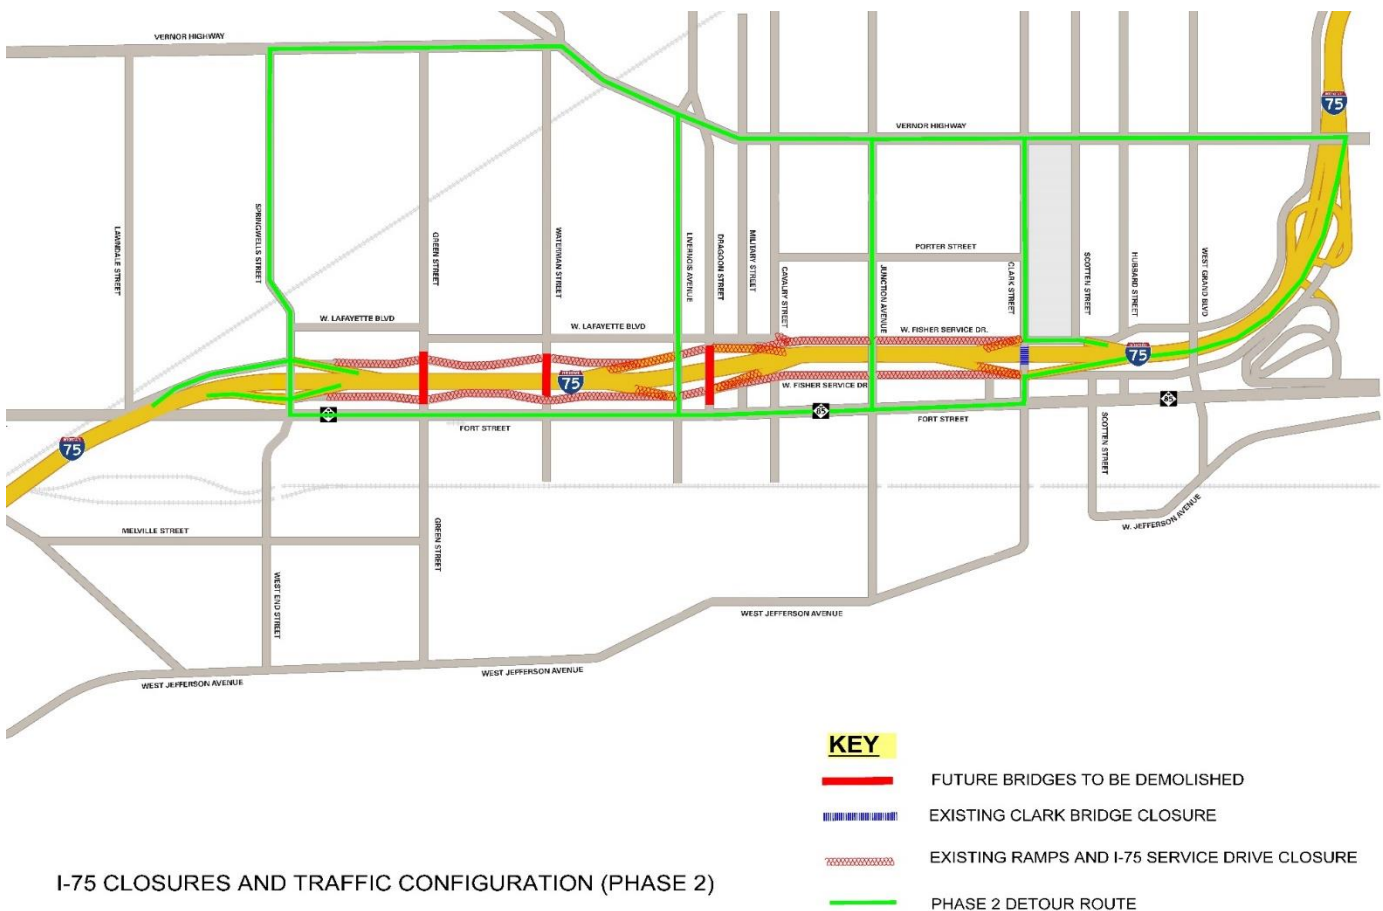 VERNOR HIGHWAY
75
VERNOR HIGHWAY
LAWNDALE STREET
SPRINGWELLS STREET
GREEN STREET
WATERMAN STREET
LIVERNOIS AVENUE
DRAGOON STREET
MILITARY STREET
CAVALRY STREET
JUNCTION AVENUE
PORTER STREET
CLARK STREET
SCOTTEN STREET
HUBBARD STREET
WEST GRAND BLVD
W. LAFAYETTE BLVD
W. LAFAYETTE BLVD
W. FISHER SERVICE DR.
75
75
W. FISHER SERVICE DR
85
85
FORT STREET
FORT STREET
75
SCOTTEN STREET
W. JEFFERSON AVENUE
MELVILLE STREET
GREEN STREET
WEST END STREET
WEST JEFFERSON AVENUE
WEST JEFFERSON AVENUE
WEST JEFFERSON AVENUE
KEY
FUTURE BRIDGES TO BE DEMOLISHED
EXISTING CLARK BRIDGE CLOSURE
EXISTING RAMPS AND I-75 SERVICE DRIVE CLOSURE
PHASE 2 DETOUR ROUTE
I-75 CLOSURES AND TRAFFIC CONFIGURATION (PHASE 2)